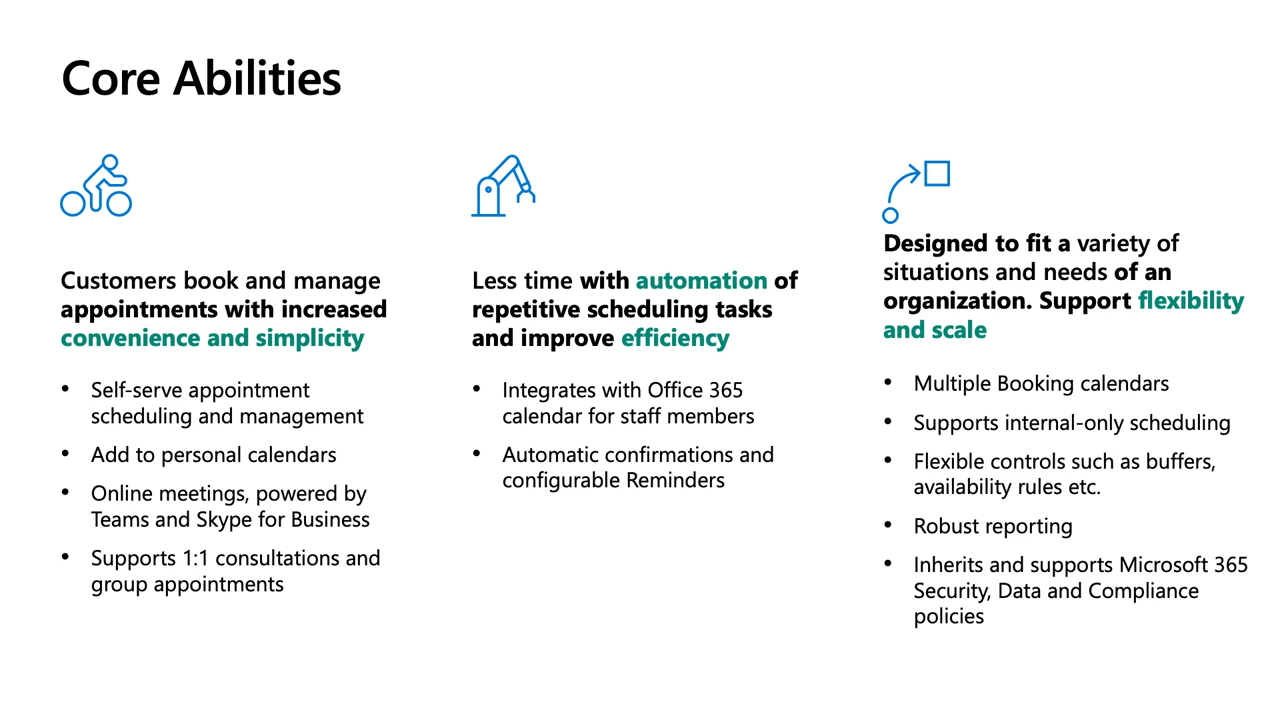 Core Abilities
Customers book and manage
appointments with increased
convenience and simplicity
• Self-serve appointment
scheduling and management
• Add to personal calendars
• Online meetings, powered by
Teams and Skype for Business
• Supports 1:1 consultations and
group appointments
Less time with automation of
repetitive scheduling tasks
and improve efficiency
• Integrates with Office 365
calendar for staff members
• Automatic confirmations and
configurable Reminders
Designed to fit a variety of
situations and needs of an
organization. Support flexibility
and scale
• Multiple Booking calendars
• Supports internal-only scheduling
• Flexible controls such as buffers,
availability rules etc.
• Robust reporting
• Inherits and supports Microsoft 365
Security, Data and Compliance
policies